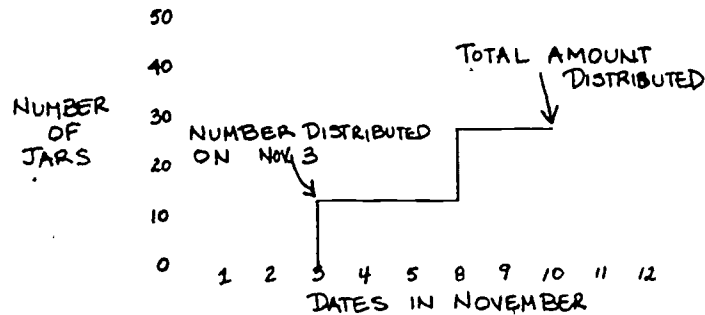 50
40
30
20
10
0
NUMBER
OF
JARS
TOTAL AMOUNT
DISTRIBUTED
NUMBER DISTRIBUTED
ON NOV. 3
1 2 3 4 5 8 9 10 11 12
DATES IN NOVEMBER